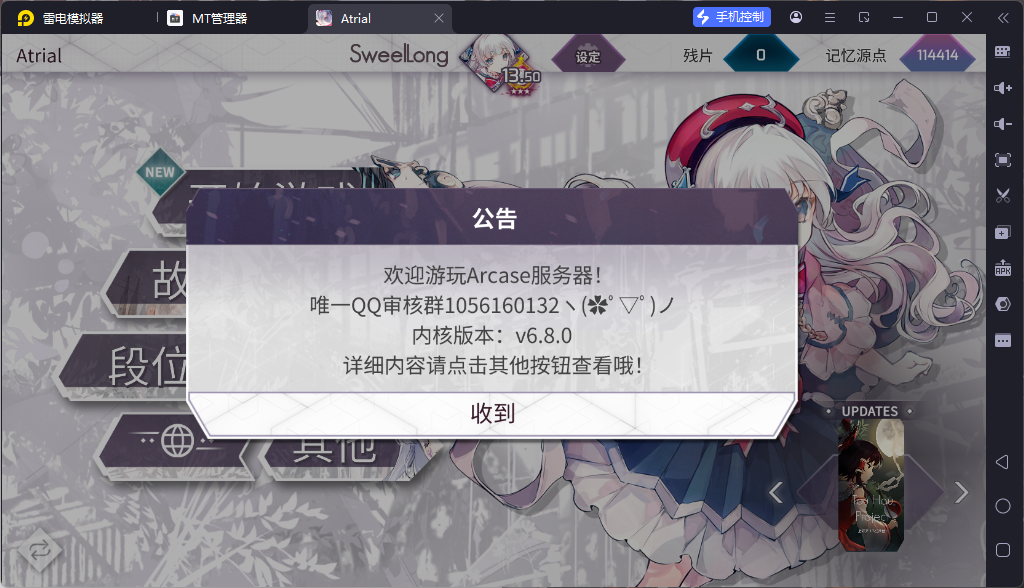 雷电模拟器
MT管理器
Atrial
手机控制
Atrial
SweelLong
13.50
设定
残片
0
记忆源点
114414
NEW
公告
欢迎游玩Arcase服务器！
唯一QQ审核群1056160132ヽ(✿ﾟ▽ﾟ)ノ
内核版本：v6.8.0
详细内容请点击其他按钮查看哦！
收到
故
段位
其他
UPDATES
Tou Hou
Project
APK